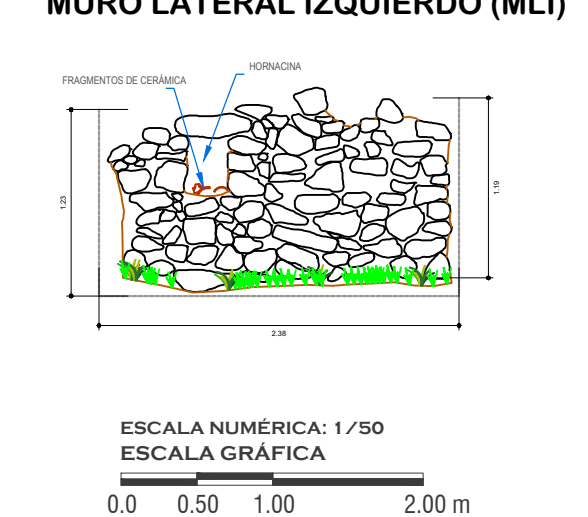 MURO LATERAL IZQUIERDO (MLI)
HORNACINA
FRAGMENTOS DE CERÀMICA
1.23
1.19
2.38
ESCALA NUMÉRICA: 1/50
ESCALA GRÁFICA
0.0 0.50 1.00 2.00 m